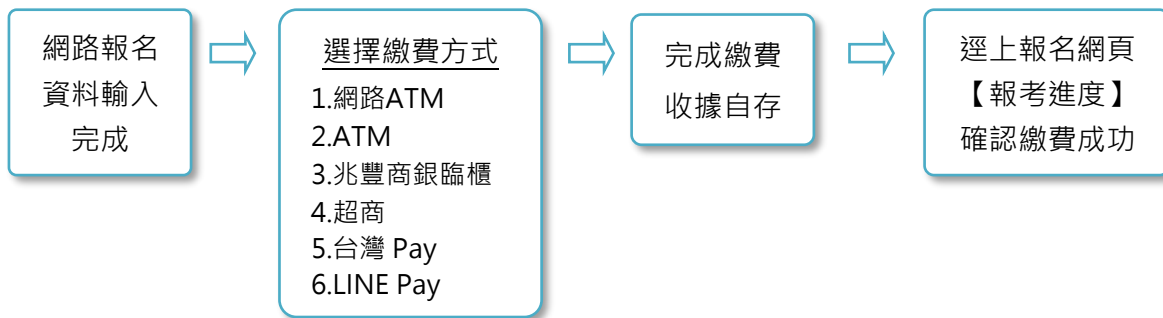 網路報名
資料輸入
完成
選擇繳費方式
1.網路ATM
2.ATM
3.兆豐商銀臨櫃
4.超商
5.台灣 Pay
6.LINE Pay
完成繳費
收據自存
逕上報名網頁
【報考進度】
確認繳費成功